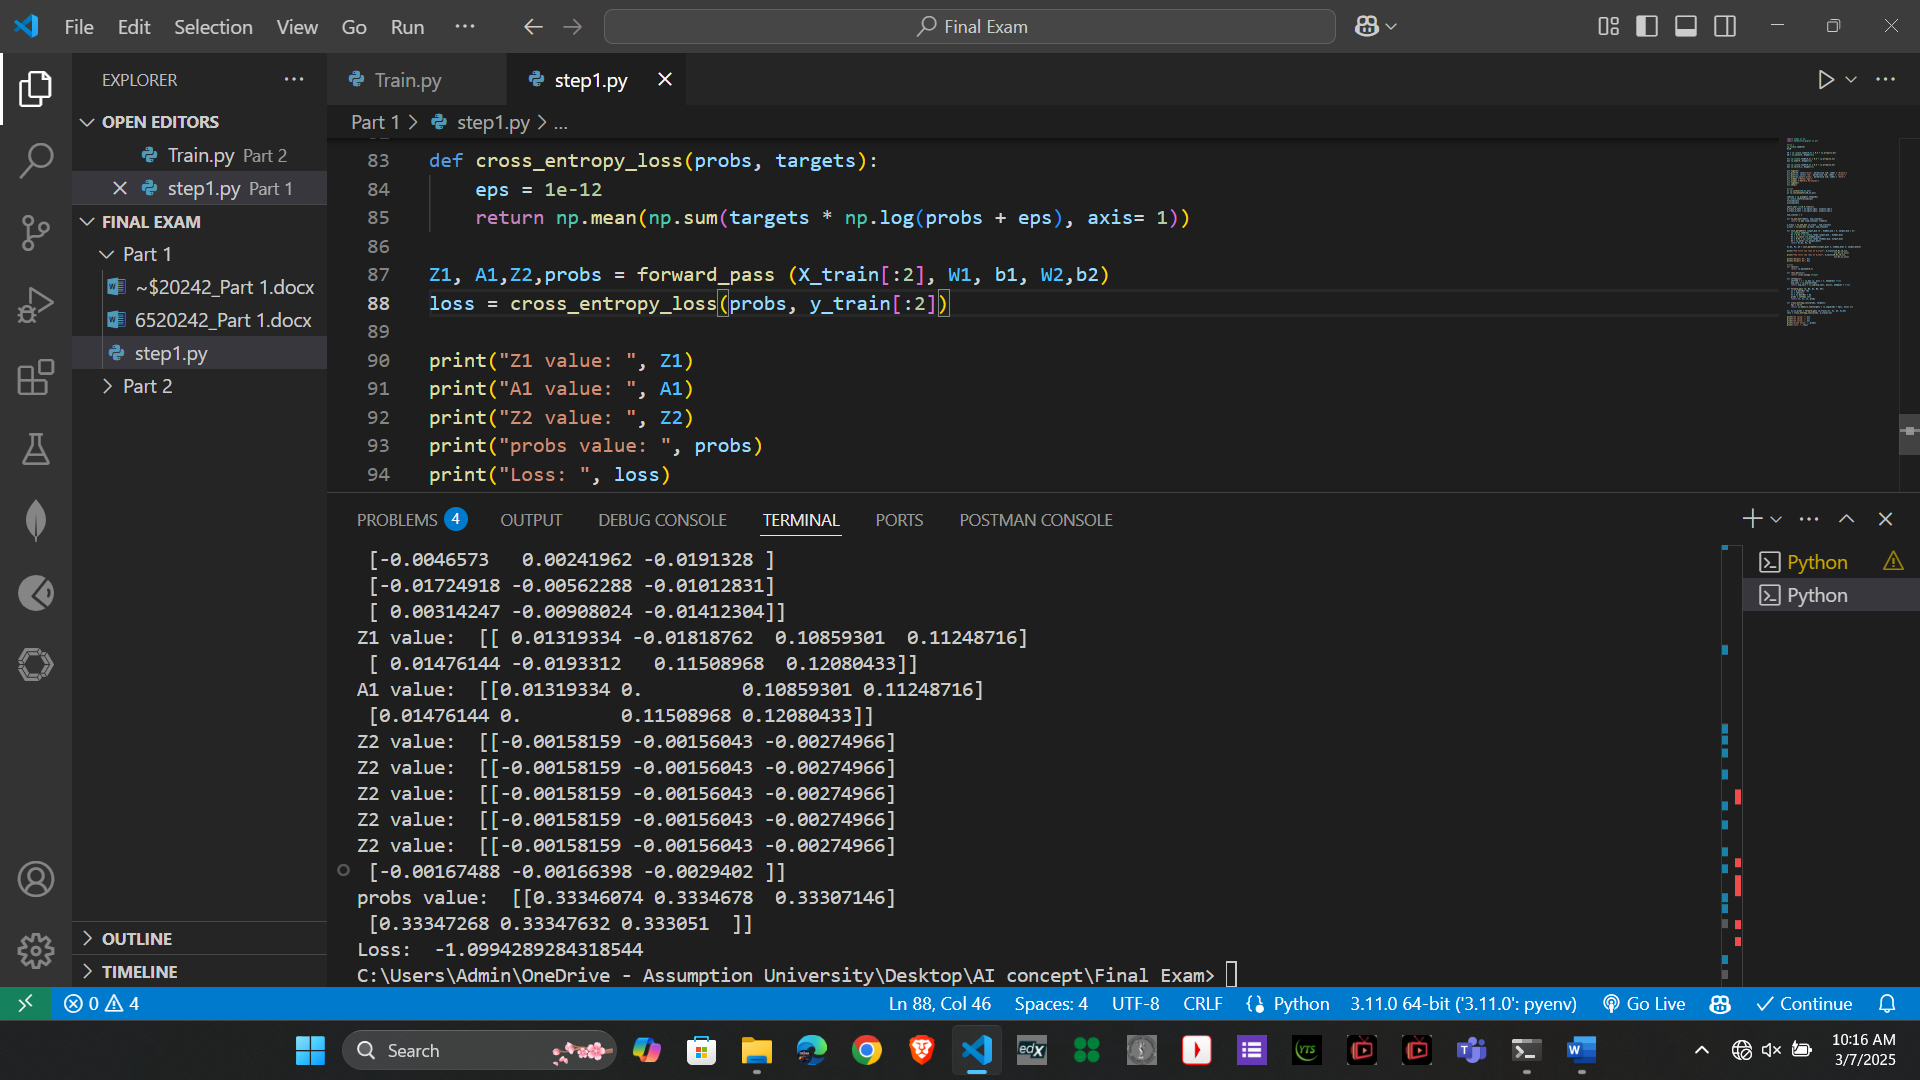 File Edit Selection View Go Run ··· Final Exam
EXPLORER ···
OPEN EDITORS
Train.py Part 2
step1.py Part 1
FINAL EXAM
Part 1
~$20242_Part 1.docx
6520242_Part 1.docx
step1.py
Part 2
OUTLINE
TIMELINE
Train.py step1.py
Part 1 > step1.py > ...
83 def cross_entropy_loss(probs, targets):
84 eps = 1e-12
85 return np.mean(np.sum(targets * np.log(probs + eps), axis= 1))
86
87 Z1, A1,Z2,probs = forward_pass (X_train[:2], W1, b1, W2,b2)
88 loss = cross_entropy_loss(probs, y_train[:2])
89
90 print("Z1 value: ", Z1)
91 print("A1 value: ", A1)
92 print("Z2 value: ", Z2)
93 print("probs value: ", probs)
94 print("Loss: ", loss)
PROBLEMS 4 OUTPUT DEBUG CONSOLE TERMINAL PORTS POSTMAN CONSOLE
[-0.0046573 0.00241962 -0.0191328 ]
[-0.01724918 -0.00562288 -0.01012831]
[ 0.00314247 -0.00908024 -0.01412304]]
Z1 value: [[ 0.01319334 -0.01818762 0.10859301 0.11248716]
[ 0.01476144 -0.0193312 0.11508968 0.12080433]]
A1 value: [[0.01319334 0. 0.10859301 0.11248716]
[0.01476144 0. 0.11508968 0.12080433]]
Z2 value: [[-0.00158159 -0.00156043 -0.00274966]
Z2 value: [[-0.00158159 -0.00156043 -0.00274966]
Z2 value: [[-0.00158159 -0.00156043 -0.00274966]
Z2 value: [[-0.00158159 -0.00156043 -0.00274966]
Z2 value: [[-0.00158159 -0.00156043 -0.00274966]
[-0.00167488 -0.00166398 -0.0029402 ]]
probs value: [[0.33346074 0.3334678 0.33307146]
[0.33347268 0.33347632 0.333051 ]]
Loss: -1.0994289284318544
C:\Users\Admin\OneDrive - Assumption University\Desktop\AI concept\Final Exam>
Python
Python
0 4 Ln 88, Col 46 Spaces: 4 UTF-8 CRLF Python 3.11.0 64-bit ('3.11.0': pyenv) Go Live Continue
Search edX YTS
10:16 AM
3/7/2025